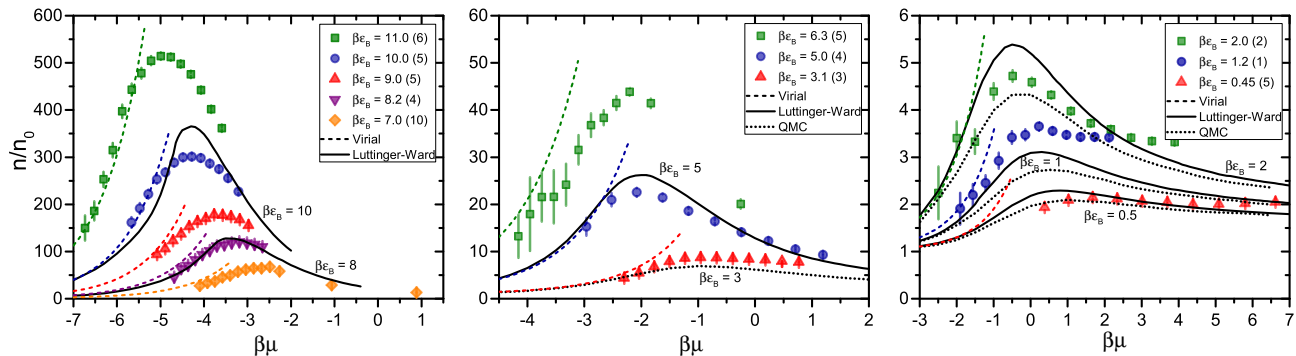 n/n₀
600
500
400
300
200
100
0
-7 -6 -5 -4 -3 -2 -1 0 1
βμ
βε_B = 11.0 (6)
βε_B = 10.0 (5)
βε_B = 9.0 (5)
βε_B = 8.2 (4)
βε_B = 7.0 (10)
Virial
Luttinger-Ward
βε_B = 10
βε_B = 8
60
40
20
0
-4 -3 -2 -1 0 1 2
βμ
βε_B = 6.3 (5)
βε_B = 5.0 (4)
βε_B = 3.1 (3)
Virial
Luttinger-Ward
QMC
βε_B = 5
βε_B = 3
6
5
4
3
2
1
0
-3 -2 -1 0 1 2 3 4 5 6 7
βμ
βε_B = 2.0 (2)
βε_B = 1.2 (1)
βε_B = 0.45 (5)
Virial
Luttinger-Ward
QMC
βε_B = 2
βε_B = 1
βε_B = 0.5